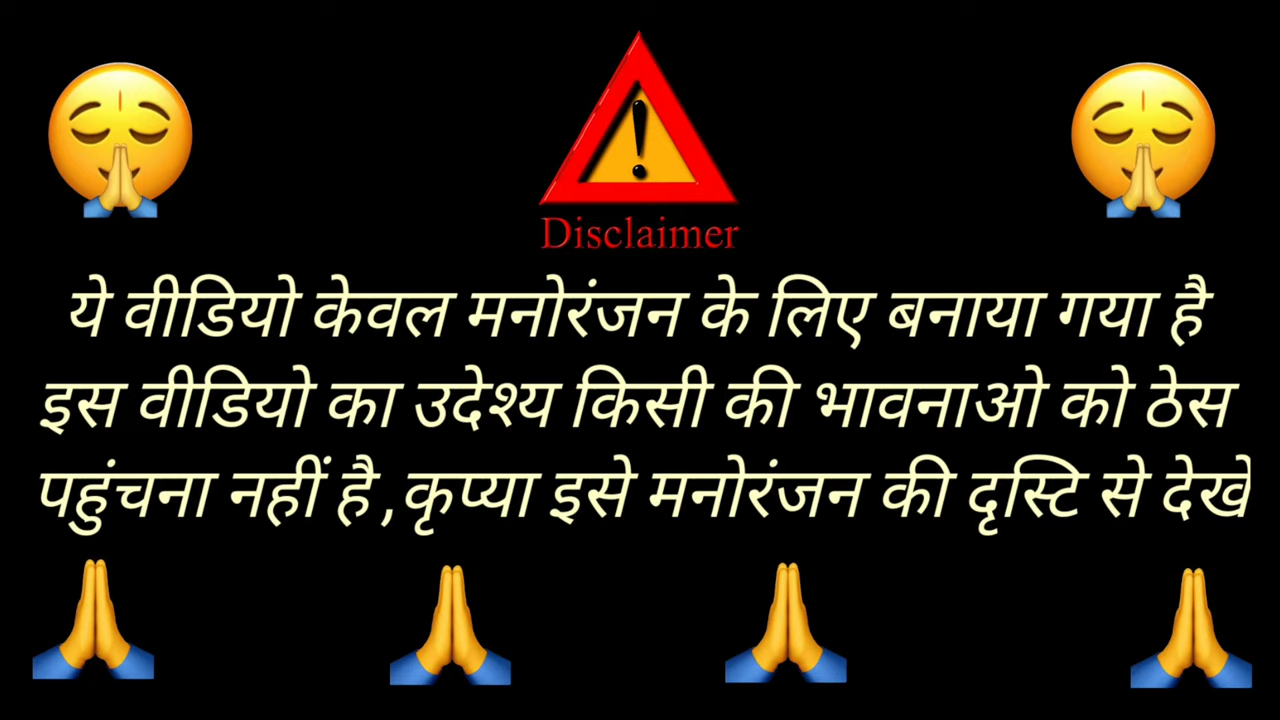 Disclaimer
ये वीडियो केवल मनोरंजन के लिए बनाया गया है
इस वीडियो का उदेश्य किसी की भावनाओ को ठेस
पहुंचना नहीं है ,कृप्या इसे मनोरंजन की दृस्टि से देखे